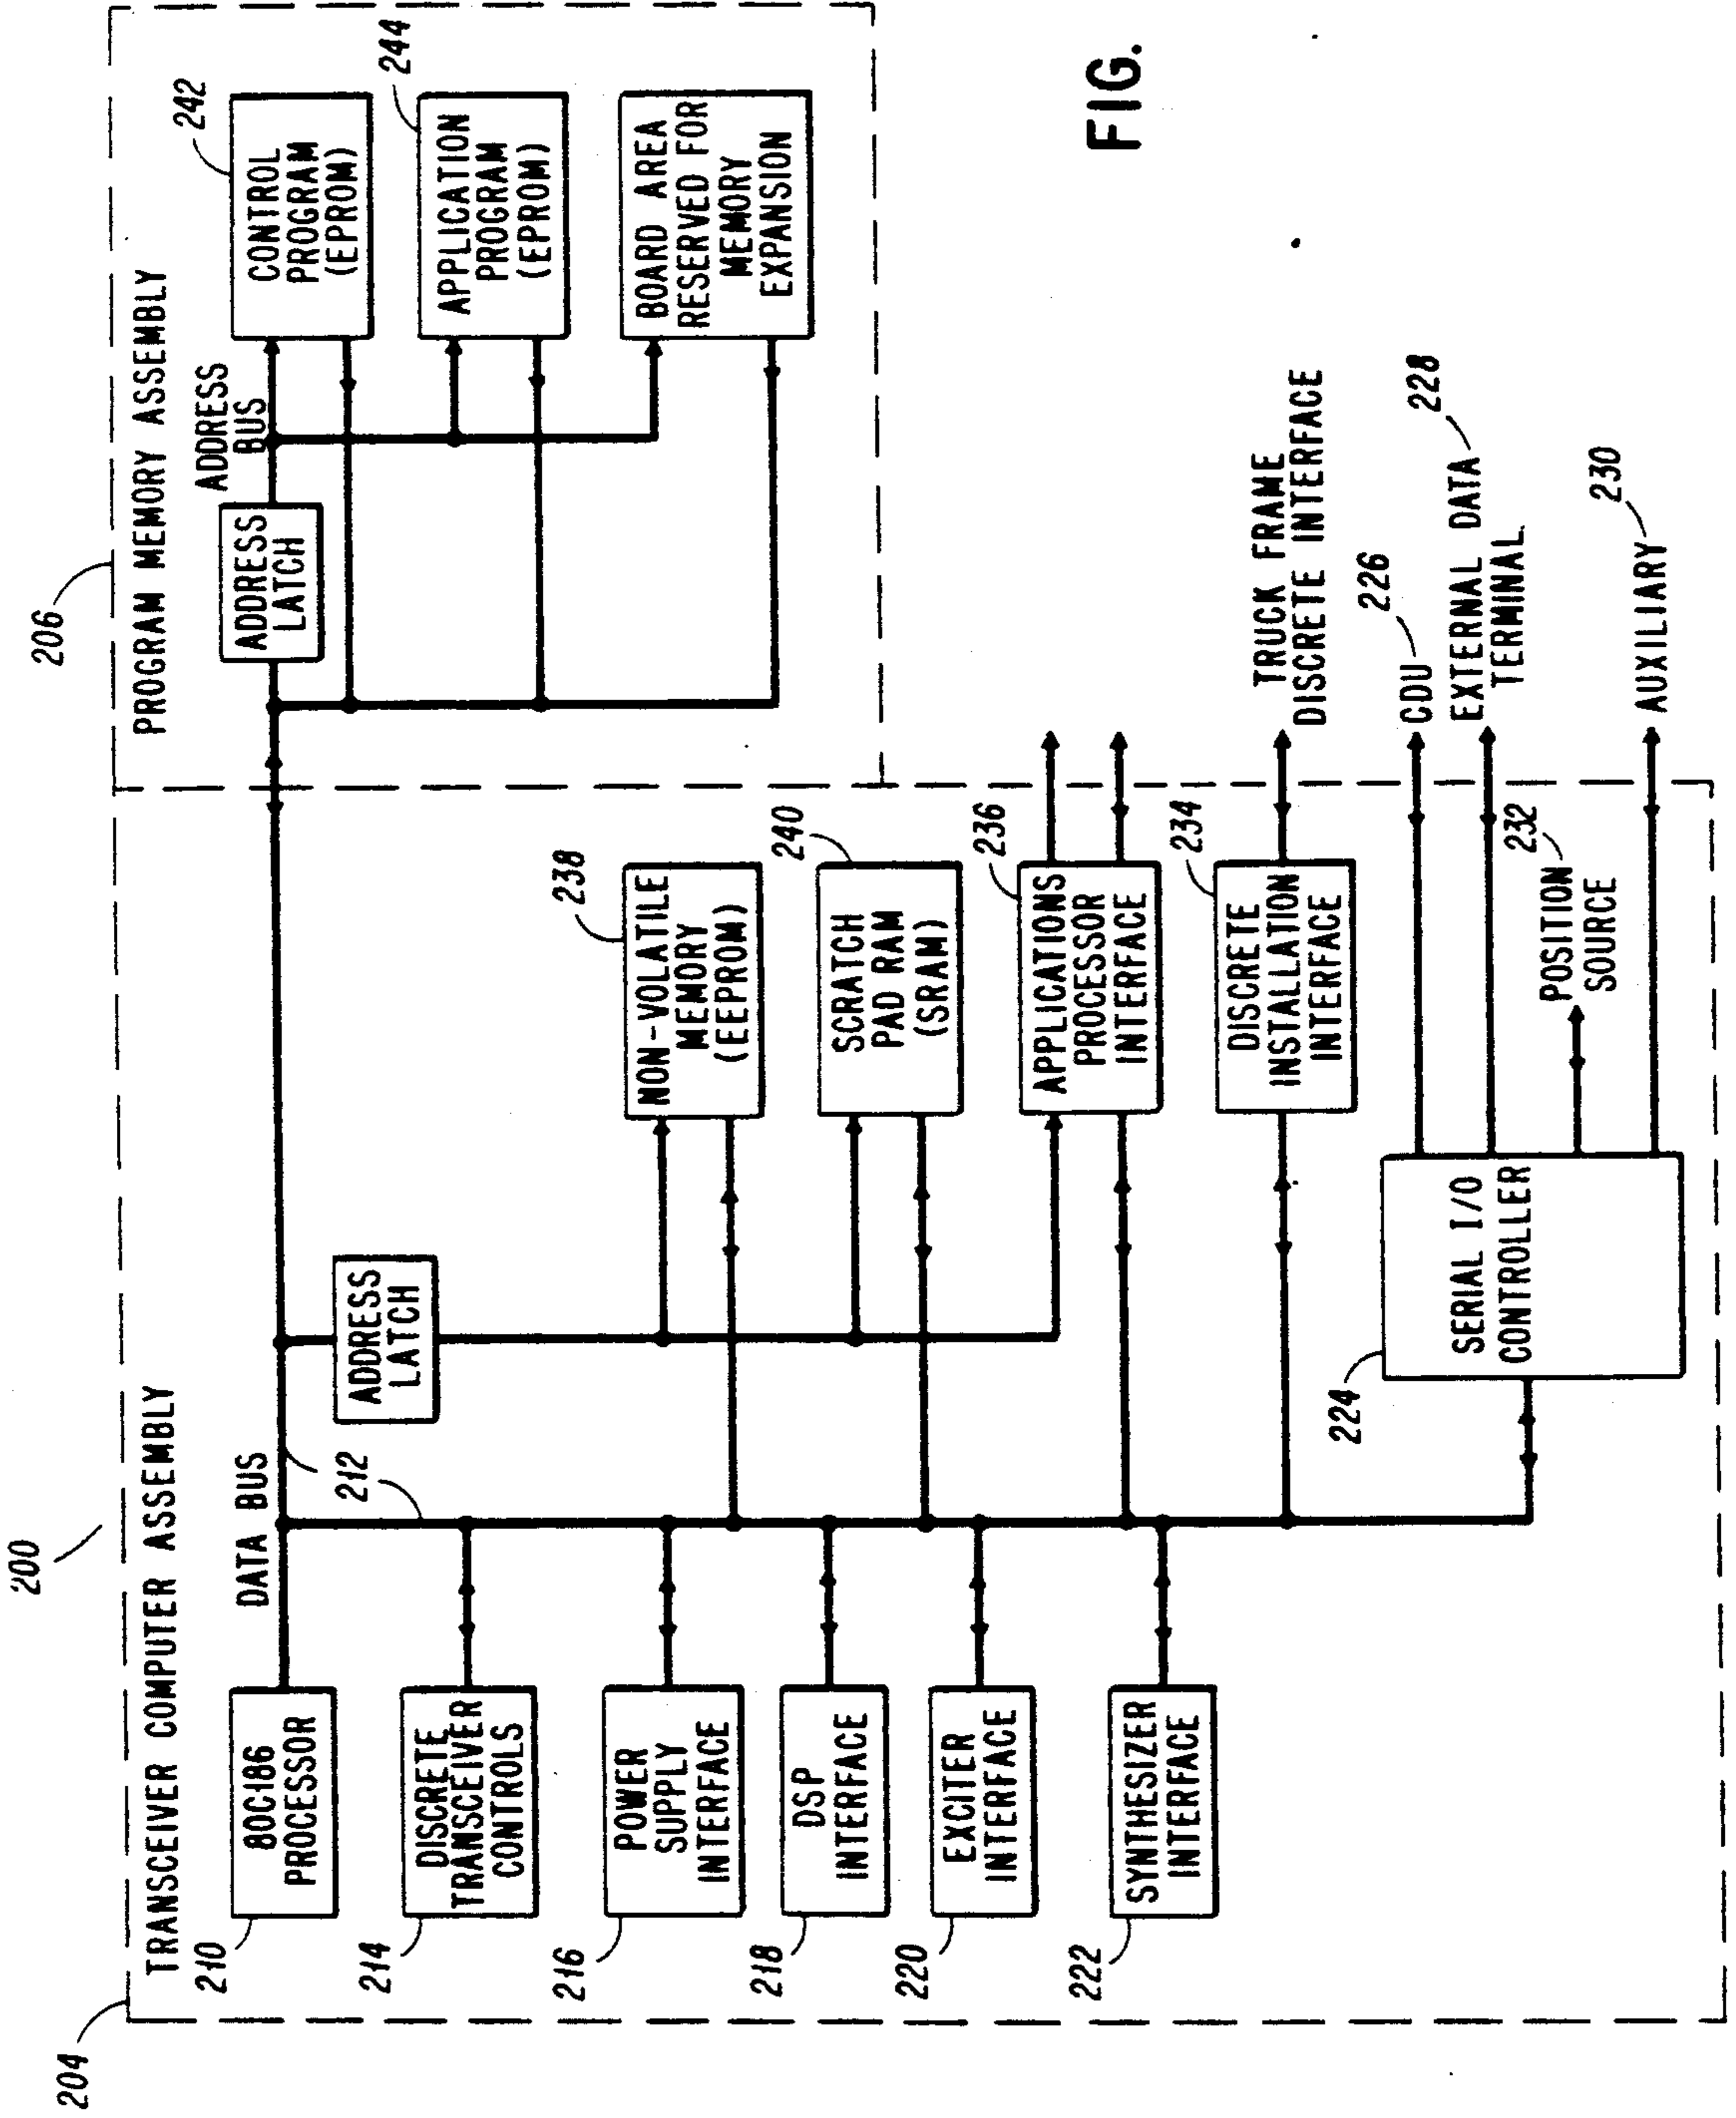 200
204
TRANSCEIVER COMPUTER ASSEMBLY
206
PROGRAM MEMORY ASSEMBLY
210
80C186
PROCESSOR
DATA BUS
212
ADDRESS
LATCH
ADDRESS
LATCH
ADDRESS
BUS
242
CONTROL
PROGRAM
(EPROM)
244
APPLICATION
PROGRAM
(EPROM)
BOARD AREA
RESERVED FOR
MEMORY
EXPANSION
214
DISCRETE
TRANSCEIVER
CONTROLS
216
POWER
SUPPLY
INTERFACE
218
DSP
INTERFACE
220
EXCITER
INTERFACE
222
SYNTHESIZER
INTERFACE
238
NON-VOLATILE
MEMORY
(EEPROM)
240
SCRATCH
PAD RAM
(SRAM)
236
APPLICATIONS
PROCESSOR
INTERFACE
234
DISCRETE
INSTALLATION
INTERFACE
TRUCK FRAME
DISCRETE INTERFACE
224
SERIAL I/O
CONTROLLER
CDU
226
EXTERNAL DATA
TERMINAL
228
232
POSITION
SOURCE
AUXILIARY
230
FIG.